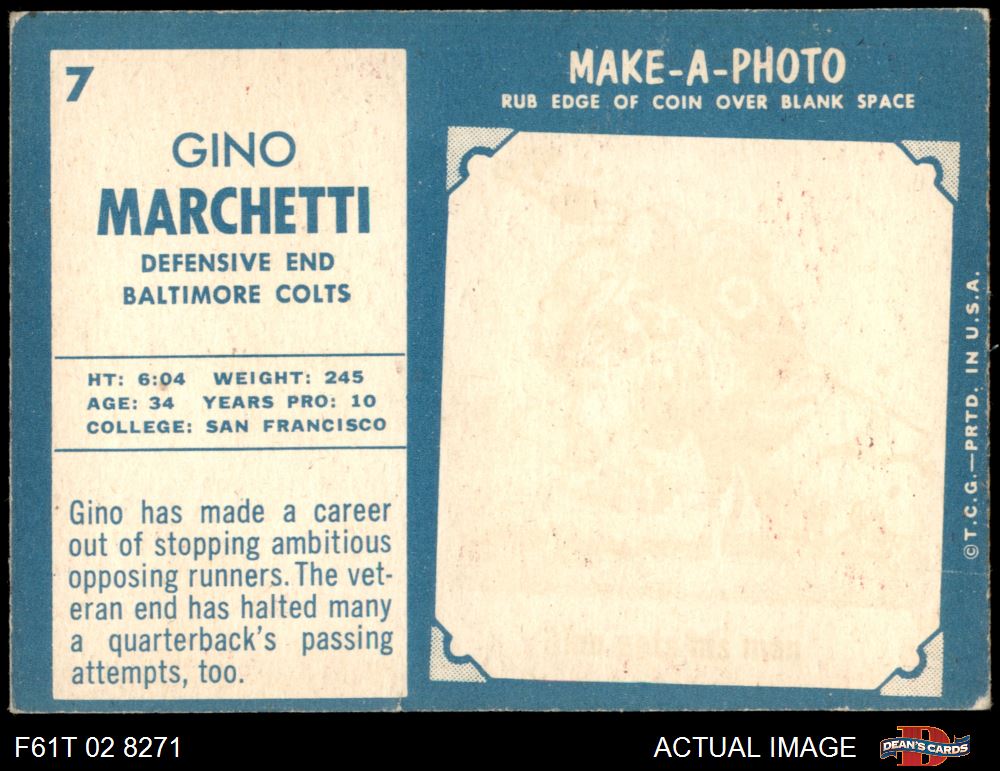 7
GINO
MARCHETTI
DEFENSIVE END
BALTIMORE COLTS
HT: 6:04 WEIGHT: 245
AGE: 34 YEARS PRO: 10
COLLEGE: SAN FRANCISCO
Gino has made a career
out of stopping ambitious
opposing runners. The vet-
eran end has halted many
a quarterback's passing
attempts, too.
MAKE-A-PHOTO
RUB EDGE OF COIN OVER BLANK SPACE
©T.C.G.—PRTD. IN U.S.A.
F61T 02 8271
ACTUAL IMAGE
DEAN'S CARDS